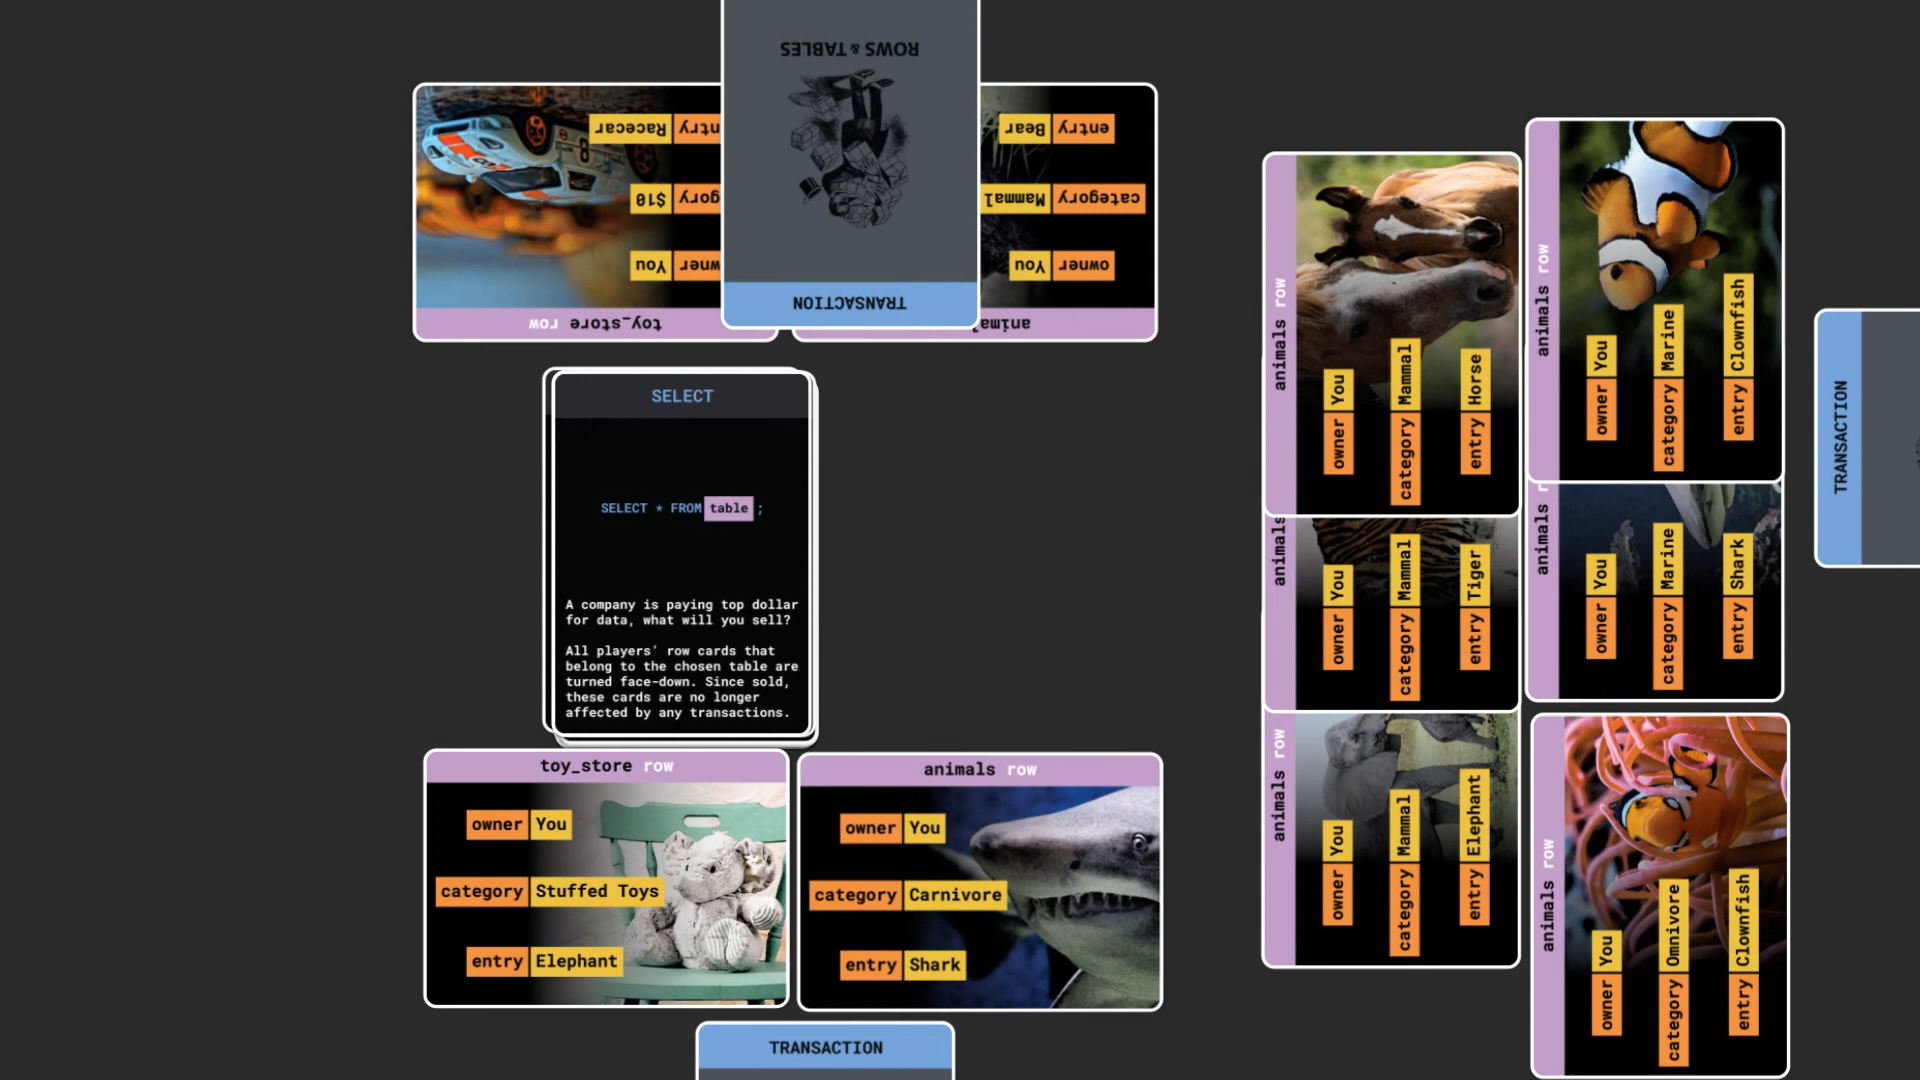 ROWS & TABLES
TRANSACTION
entry Racecar
$10
You
toy_store row
entry Bear
category Mammal
owner You
SELECT
SELECT * FROM table ;
A company is paying top dollar
for data, what will you sell?
All players' row cards that
belong to the chosen table are
turned face-down. Since sold,
these cards are no longer
affected by any transactions.
toy_store row
owner You
category Stuffed Toys
entry Elephant
animals row
owner You
category Carnivore
entry Shark
TRANSACTION
animals row
owner You
category Mammal
entry Horse
animals
owner You
category Mammal
entry Tiger
animals row
owner You
category Mammal
entry Elephant
animals row
owner You
category Marine
entry Clownfish
animals
owner You
category Marine
entry Shark
animals row
owner You
category Omnivore
entry Clownfish
TRANSACTION